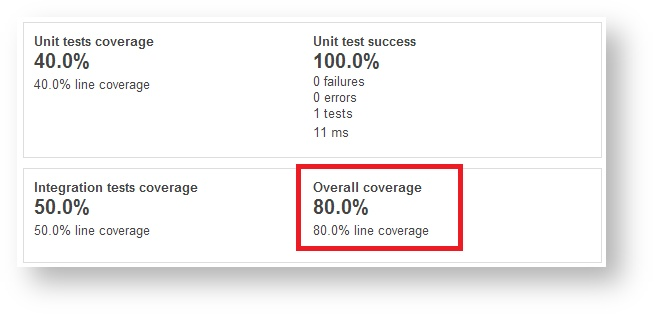 Unit tests coverage
40.0%
40.0% line coverage
Unit test success
100.0%
0 failures
0 errors
1 tests
11 ms
Integration tests coverage
50.0%
50.0% line coverage
Overall coverage
80.0%
80.0% line coverage